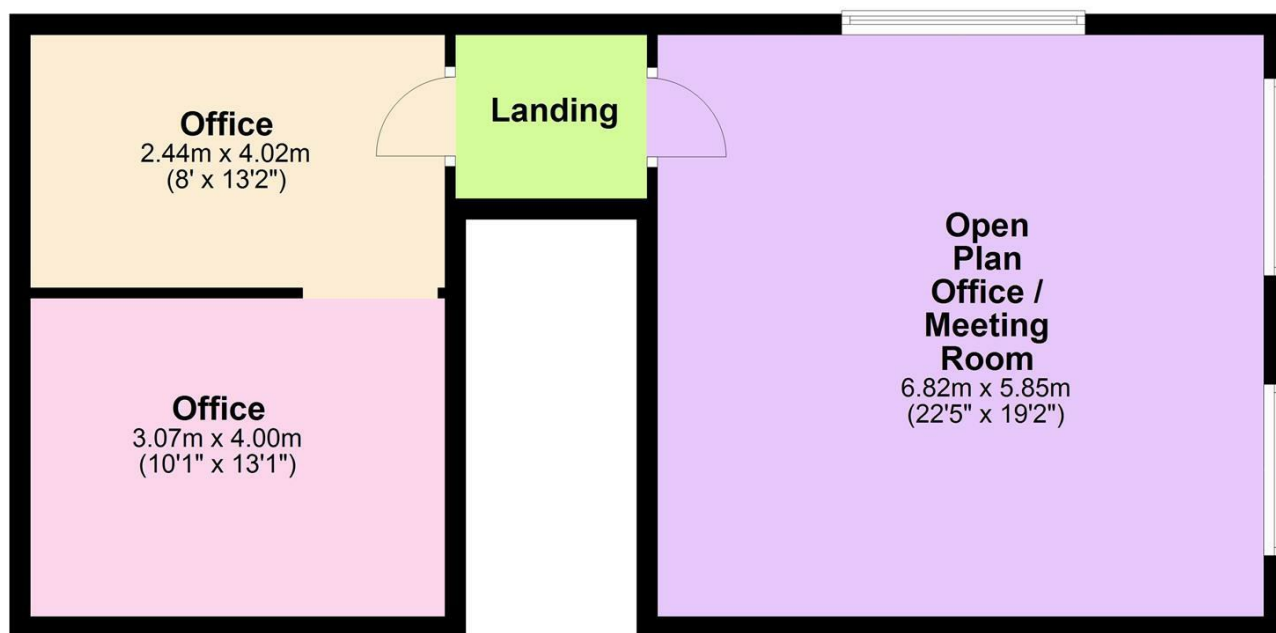 Office
2.44m x 4.02m
(8' x 13'2")
Landing
Open
Plan
Office /
Meeting
Room
6.82m x 5.85m
(22'5" x 19'2")
Office
3.07m x 4.00m
(10'1" x 13'1")